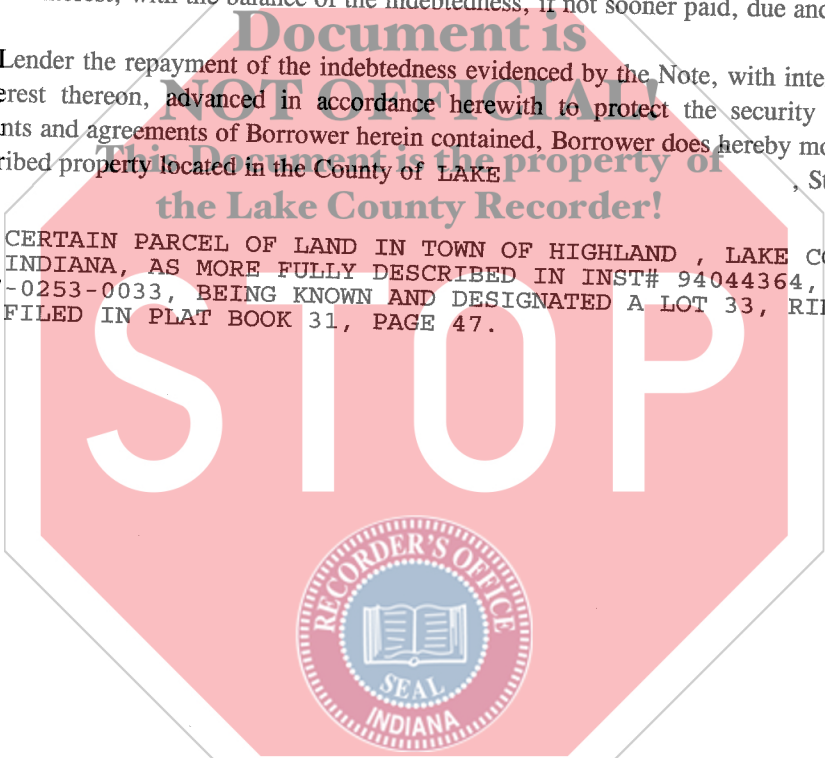 the indebtedness, if not sooner paid, due and
Document is
Lender the repayment of the indebtedness evidenced by the Note, with inte
erest thereon, advanced in accordance herewith to protect the security
NOT OFFICIAL!
nts and agreements of Borrower herein contained, Borrower does hereby mo
This Document is the property of
ribed property located in the County of LAKE , St
the Lake County Recorder!
CERTAIN PARCEL OF LAND IN TOWN OF HIGHLAND , LAKE CO
INDIANA, AS MORE FULLY DESCRIBED IN INST# 94044364,
-0253-0033, BEING KNOWN AND DESIGNATED A LOT 33, RI
FILED IN PLAT BOOK 31, PAGE 47.
STOP
RECORDER'S OFFICE
SEAL
INDIANA